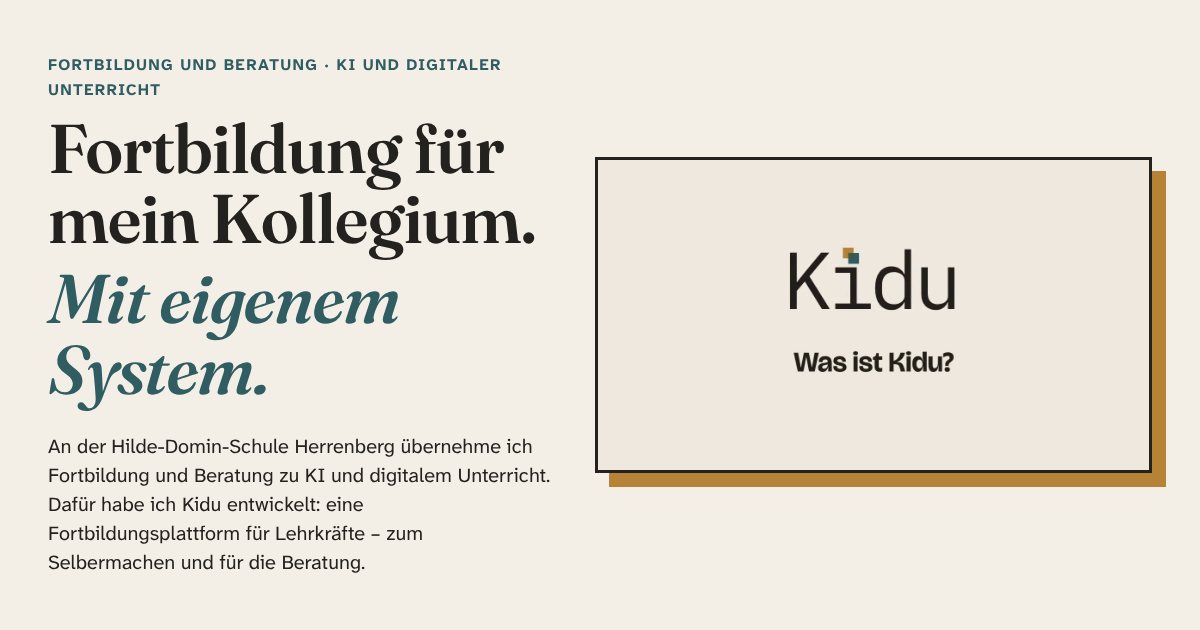 FORTBILDUNG UND BERATUNG · KI UND DIGITALER
UNTERRICHT
Fortbildung für
mein Kollegium.
Mit eigenem
System.
An der Hilde-Domin-Schule Herrenberg übernehme ich
Fortbildung und Beratung zu KI und digitalem Unterricht.
Dafür habe ich Kidu entwickelt: eine
Fortbildungsplattform für Lehrkräfte – zum
Selbermachen und für die Beratung.
Kidu
Was ist Kidu?